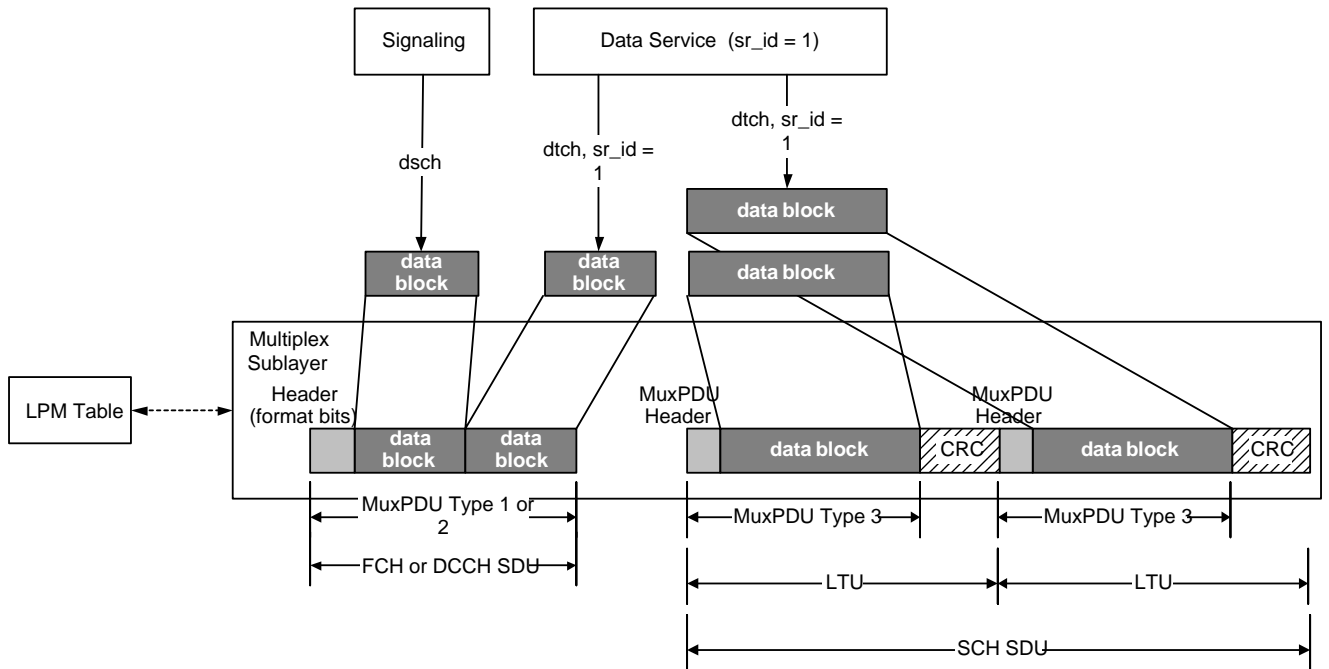 Signaling
Data Service (sr_id = 1)
dsch
dtch, sr_id =
1
dtch, sr_id =
1
data block
data
block
data
block
data block
Multiplex
Sublayer
LPM Table
Header
(format bits)
MuxPDU
Header
MuxPDU
Header
data
block
data
block
data block
CRC
data block
CRC
MuxPDU Type 1 or
2
MuxPDU Type 3
MuxPDU Type 3
FCH or DCCH SDU
LTU
LTU
SCH SDU